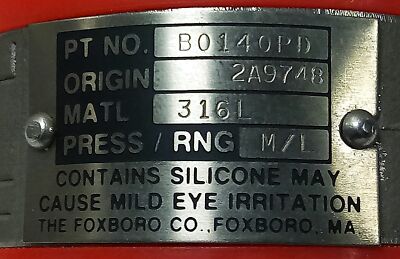 PT NO. B0140PD
ORIGIN 2A9748
MATL 316L
PRESS / RNG M/L
CONTAINS SILICONE MAY
CAUSE MILD EYE IRRITATION
THE FOXBORO CO., FOXBORO, MA